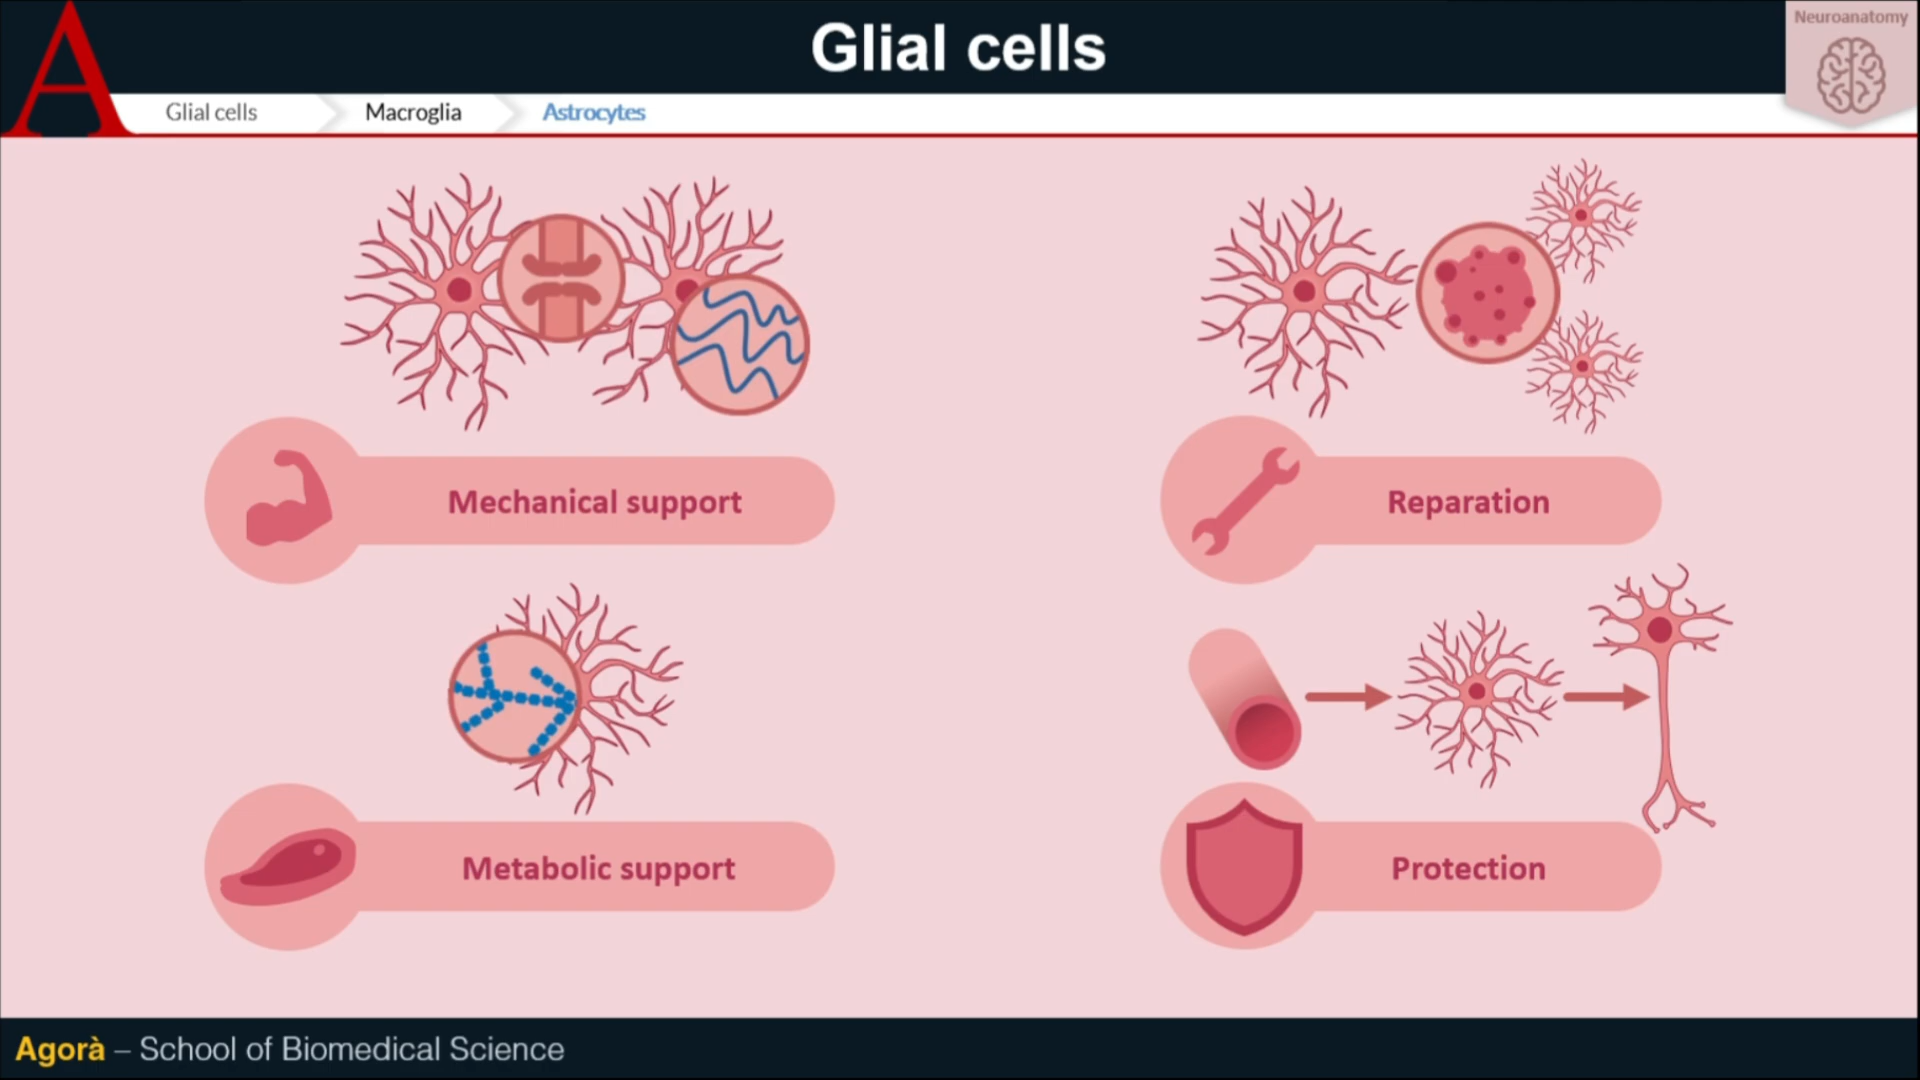 Glial cells
Neuroanatomy
A
Glial cells
Macroglia
Astrocytes
Mechanical support
Reparation
Metabolic support
Protection
Agorà – School of Biomedical Science